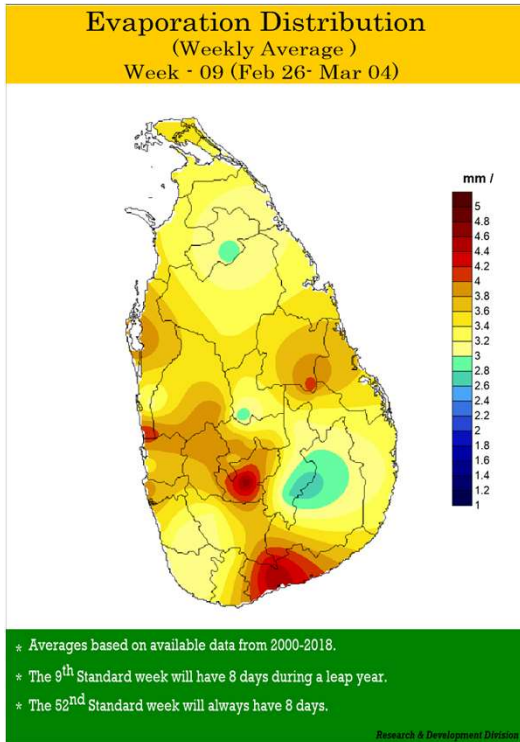 Evaporation Distribution
(Weekly Average )
Week - 09 (Feb 26- Mar 04)
mm /
5
4.8
4.6
4.4
4.2
4
3.8
3.6
3.4
3.2
3
2.8
2.6
2.4
2.2
2
1.8
1.6
1.4
1.2
1
* Averages based on available data from 2000-2018.
* The 9th Standard week will have 8 days during a leap year.
* The 52nd Standard week will always have 8 days.
Research & Development Division